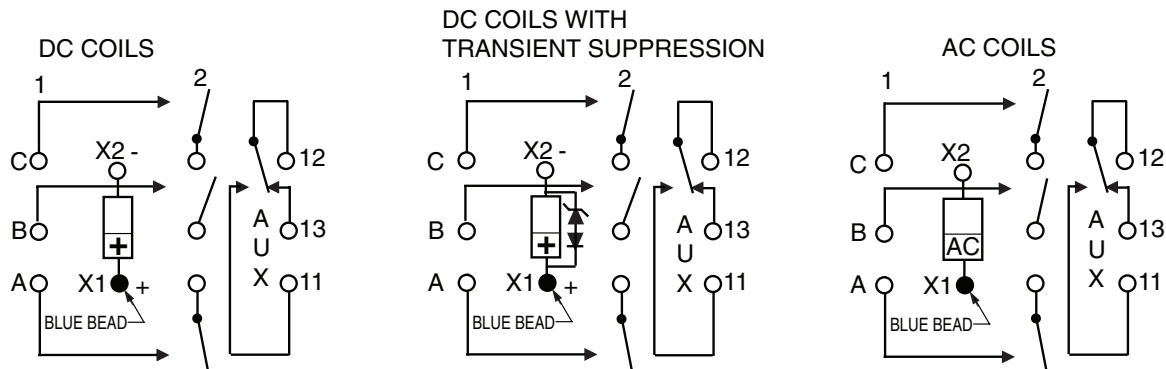 DC COILS
1
2
C
X2 -
12
B
+
A
U
X
13
A
X1
+
11
BLUE BEAD
DC COILS WITH
TRANSIENT SUPPRESSION
1
2
C
X2 -
12
B
+
A
U
X
13
A
X1
+
11
BLUE BEAD
AC COILS
1
2
C
X2
12
B
AC
A
U
X
13
A
X1
11
BLUE BEAD